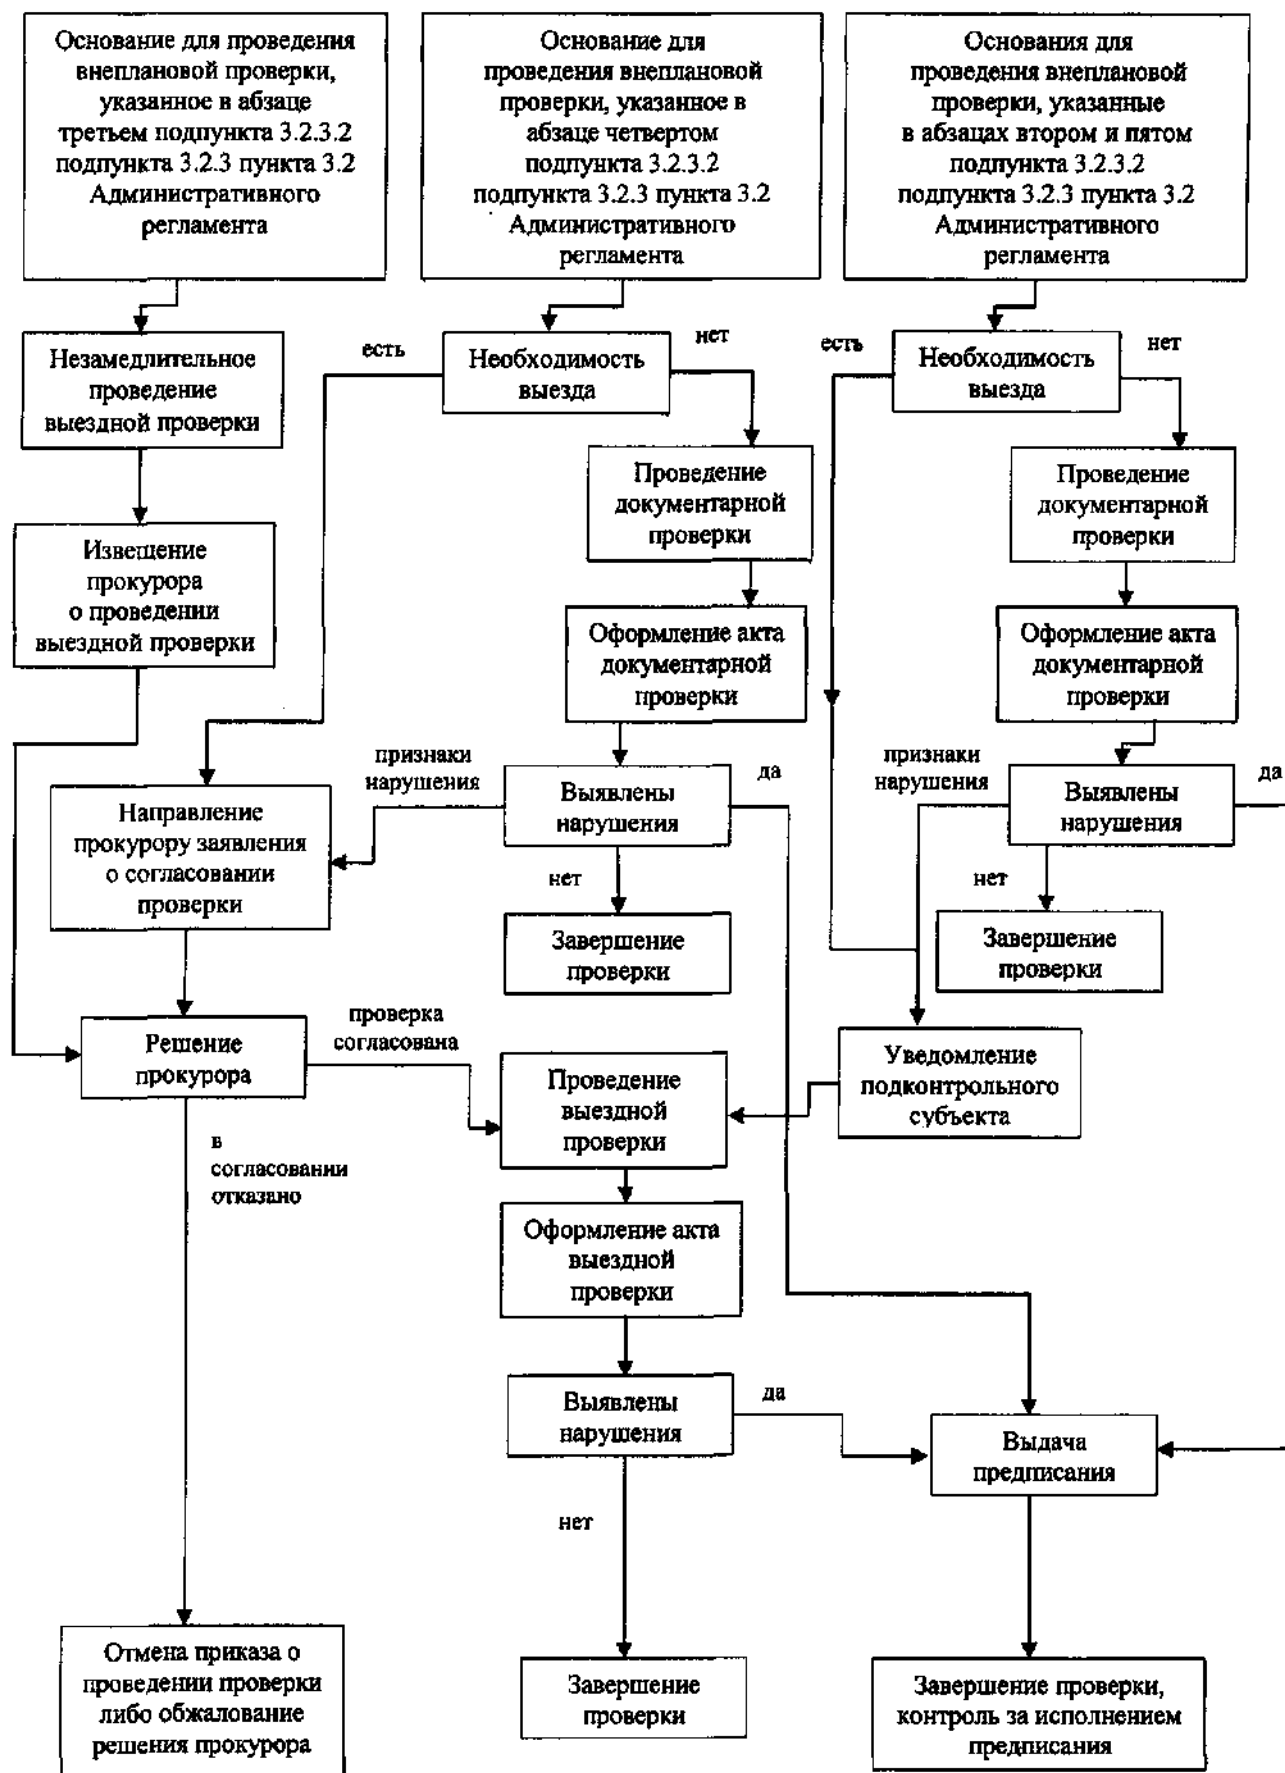 Основание для проведения
внеплановой проверки,
указанное в абзаце
третьем подпункта 3.2.3.2
подпункта 3.2.3 пункта 3.2
Административного
регламента
Основание для
проведения внеплановой
проверки, указанное в
абзаце четвертом
подпункта 3.2.3.2
подпункта 3.2.3 пункта 3.2
Административного
регламента
Основания для
проведения внеплановой
проверки, указанные
в абзацах втором и пятом
подпункта 3.2.3.2
подпункта 3.2.3 пункта 3.2
Административного
регламента
Незамедлительное
проведение
выездной проверки
есть
Необходимость
выезда
нет
есть
Необходимость
выезда
нет
Проведение
документарной
проверки
Проведение
документарной
проверки
Извещение
прокурора
о проведении
выездной проверки
Оформление акта
документарной
проверки
Оформление акта
документарной
проверки
признаки
нарушения
Выявлены
нарушения
да
признаки
нарушения
Выявлены
нарушения
да
Направление
прокурору заявления
о согласовании
проверки
нет
нет
Завершение
проверки
Завершение
проверки
Решение
прокурора
проверка
согласована
Проведение
выездной
проверки
Уведомление
подконтрольного
субъекта
в
согласовании
отказано
Оформление акта
выездной
проверки
Выявлены
нарушения
да
Выдача
предписания
нет
Отмена приказа о
проведении проверки
либо обжалование
решения прокурора
Завершение
проверки
Завершение проверки,
контроль за исполнением
предписания